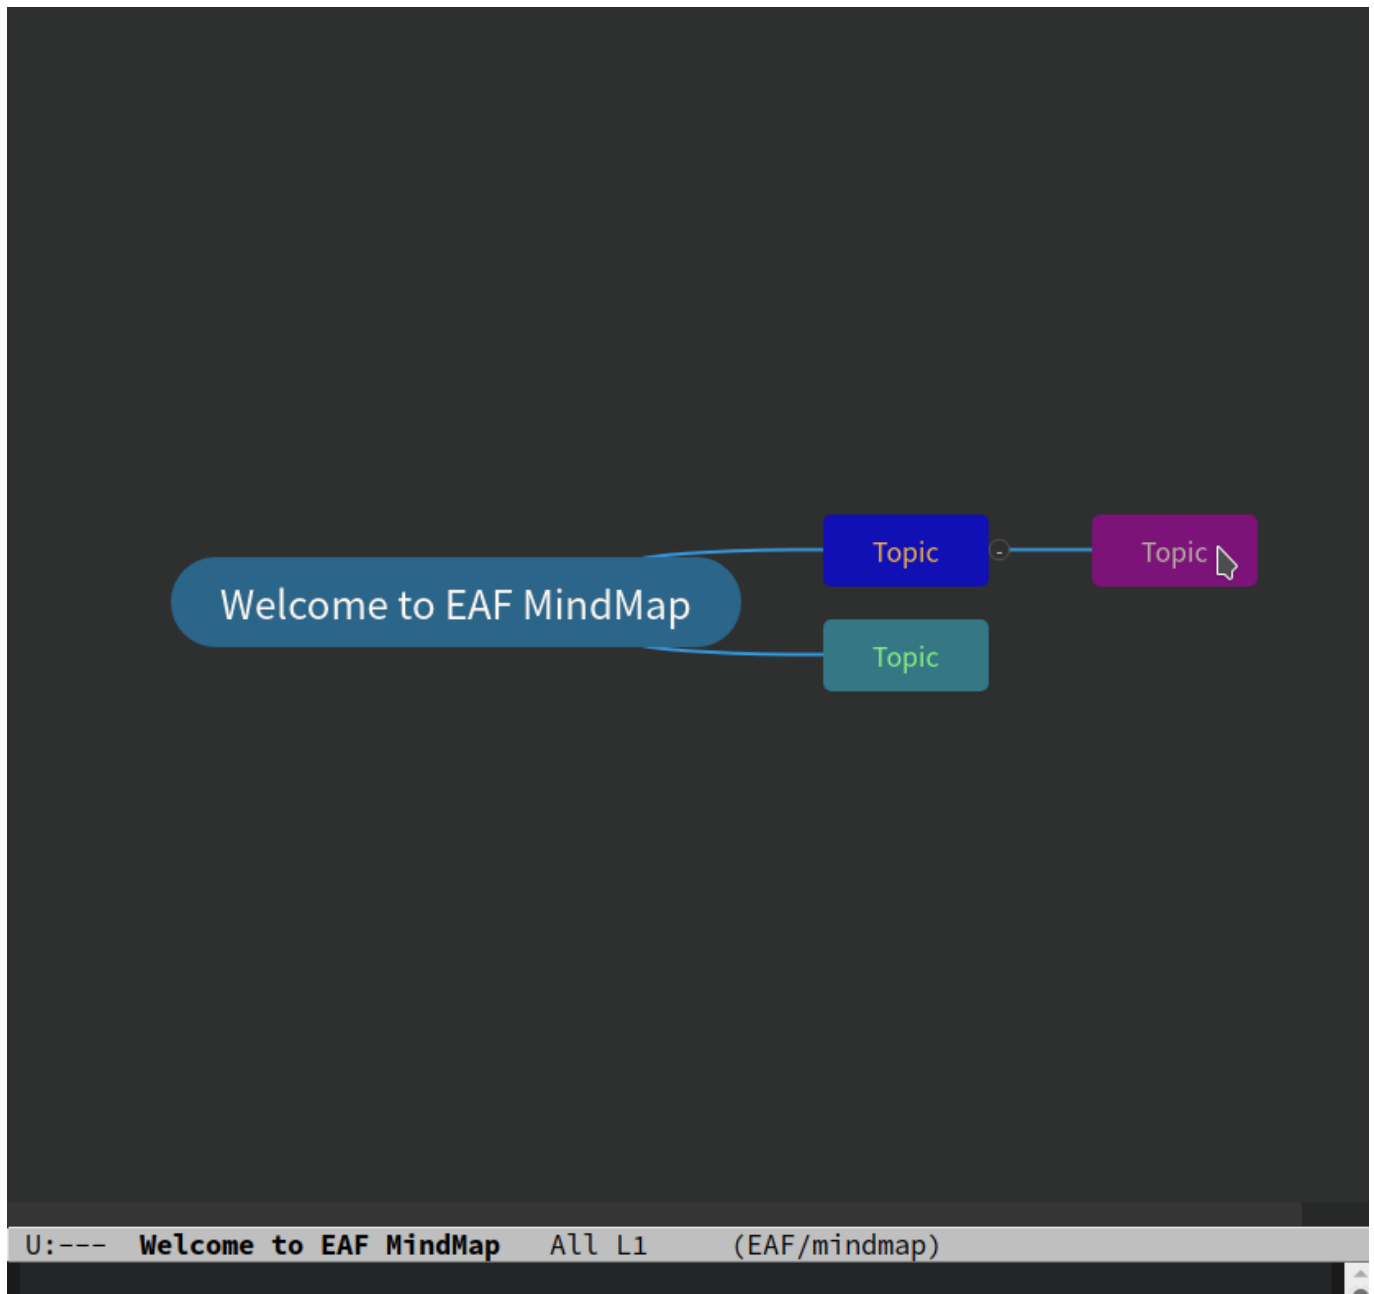 Topic
-
Topic
Welcome to EAF MindMap
Topic
U:--- Welcome to EAF MindMap All L1 (EAF/mindmap)